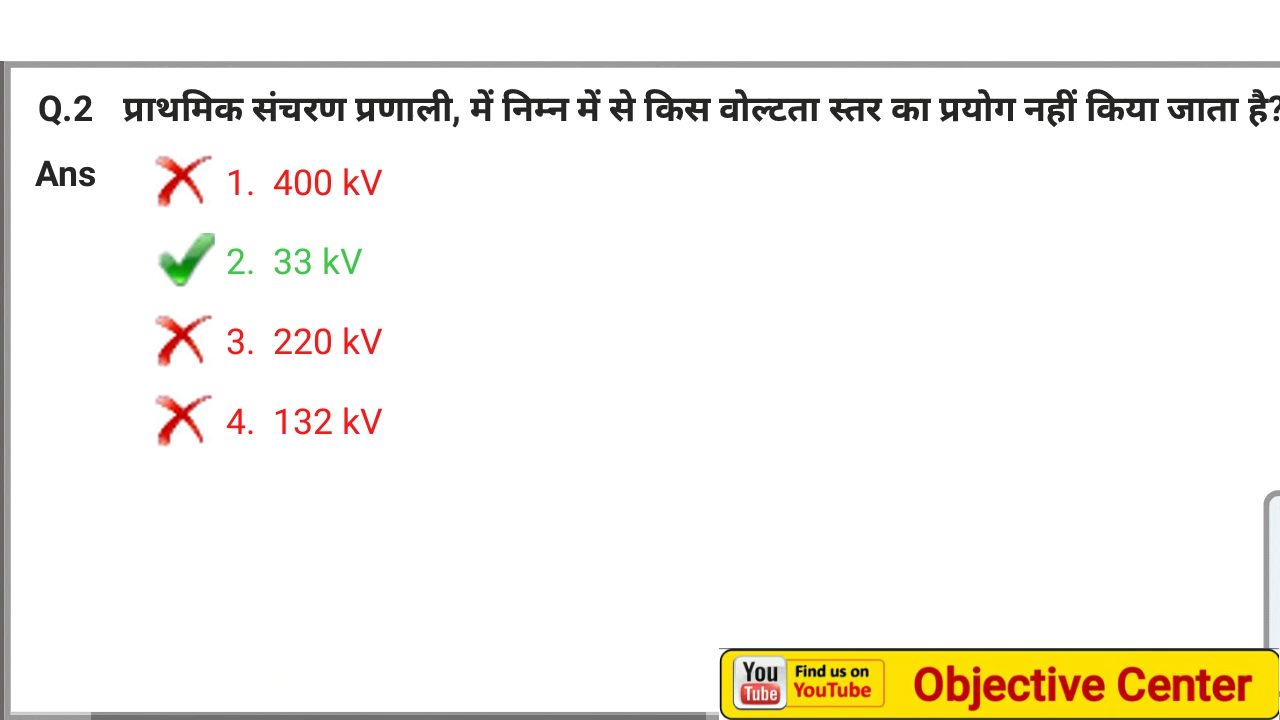 Q.2 प्राथमिक संचरण प्रणाली, में निम्न में से किस वोल्टता स्तर का प्रयोग नहीं किया जाता है?
Ans
1. 400 kV
2. 33 kV
3. 220 kV
4. 132 kV
You Tube
Find us on
YouTube
Objective Center